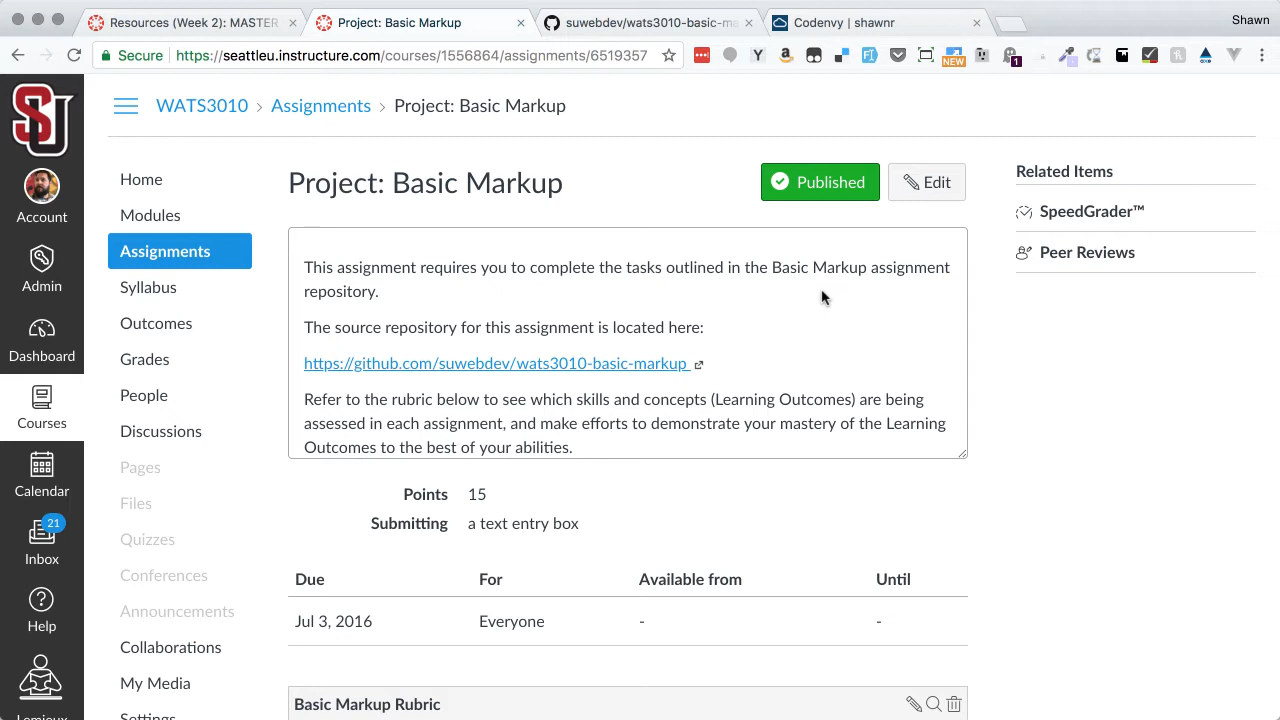 Resources (Week 2): MASTER
Project: Basic Markup
suwebdev/wats3010-basic-ma
Codenvy | shawnr
Shawn
Secure
https://seattleu.instructure.com/courses/1556864/assignments/6519357
NEW
1
SU
Account
Admin
Dashboard
Courses
Calendar
21
Inbox
Help
Lemieux
WATS3010 > Assignments > Project: Basic Markup
Home
Modules
Assignments
Syllabus
Outcomes
Grades
People
Discussions
Pages
Files
Quizzes
Conferences
Announcements
Collaborations
My Media
Settings
Project: Basic Markup
Published
Edit
This assignment requires you to complete the tasks outlined in the Basic Markup assignment
repository.
The source repository for this assignment is located here:
https://github.com/suwebdev/wats3010-basic-markup
Refer to the rubric below to see which skills and concepts (Learning Outcomes) are being
assessed in each assignment, and make efforts to demonstrate your mastery of the Learning
Outcomes to the best of your abilities.
Points 15
Submitting a text entry box
Due For Available from Until
Jul 3, 2016 Everyone - -
Basic Markup Rubric
Related Items
SpeedGrader™
Peer Reviews